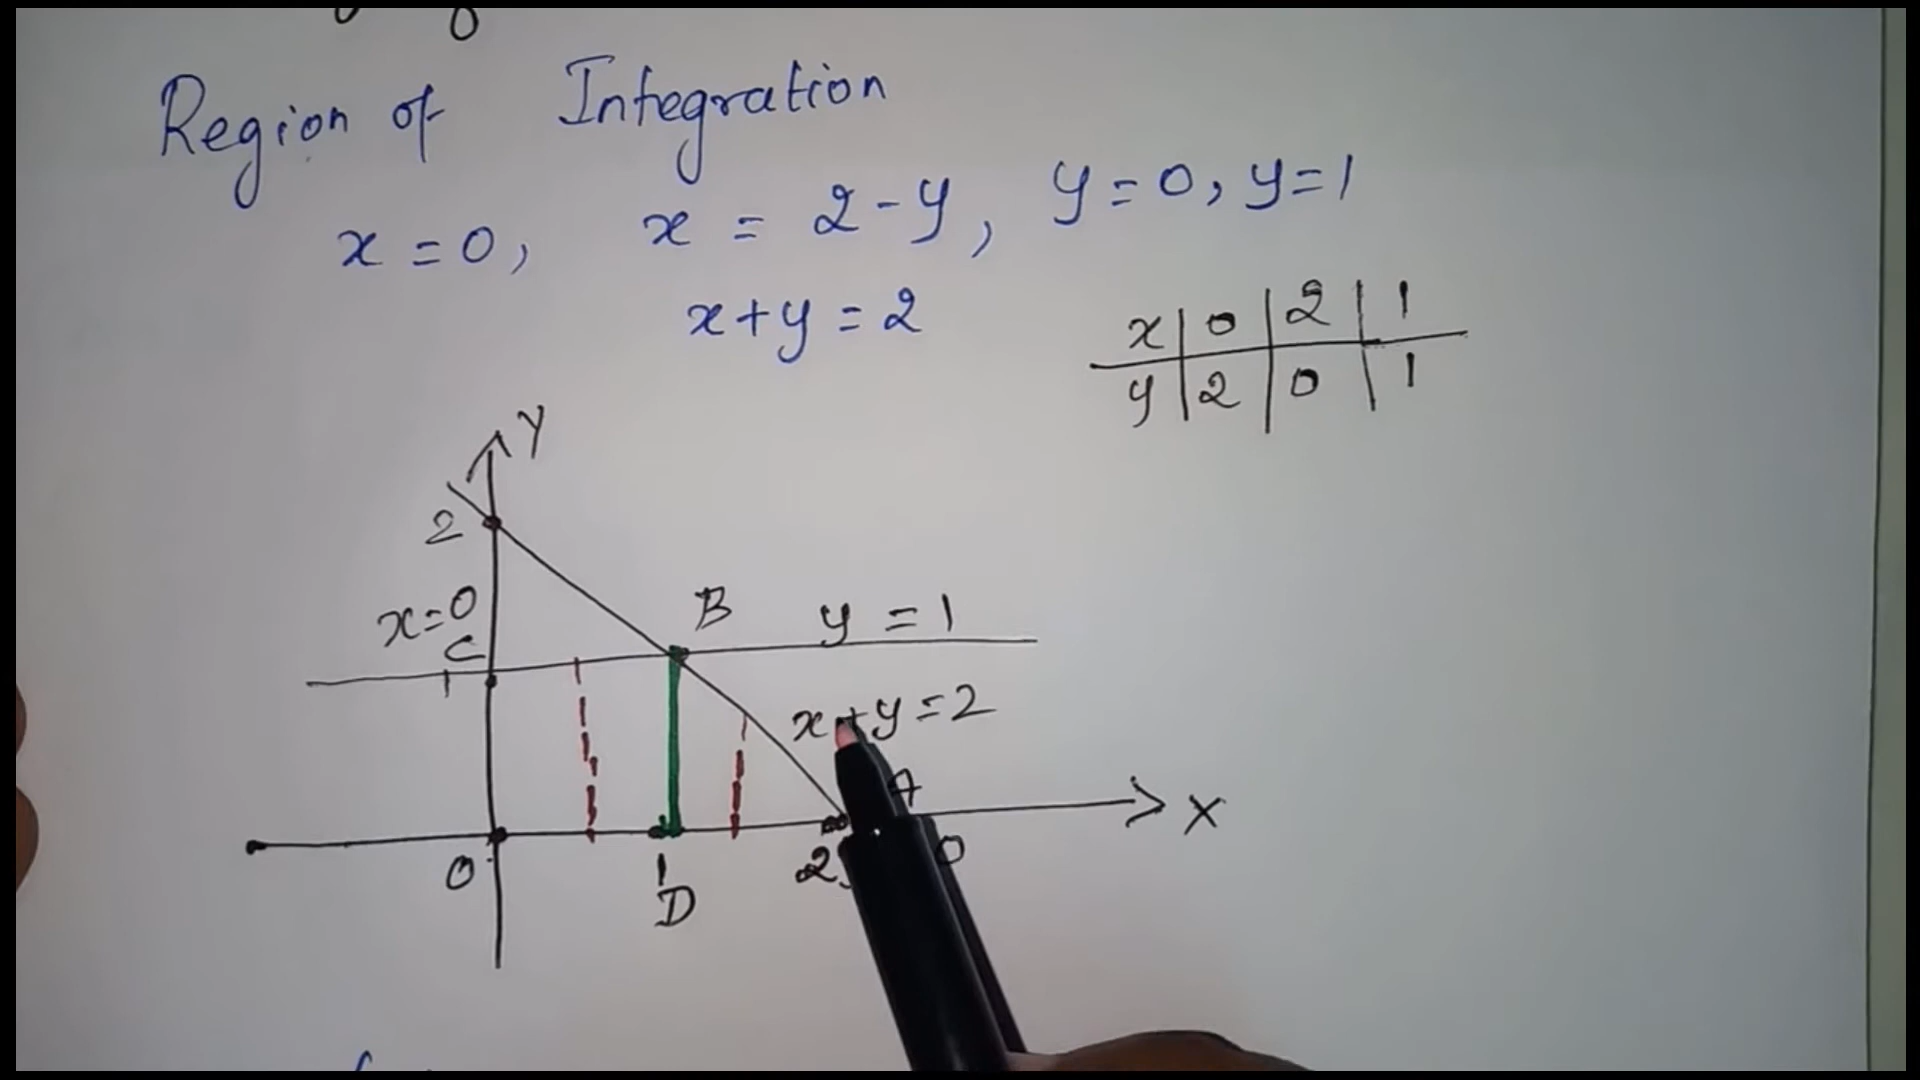 Region of Integration
x = 0, x = 2 - y, y = 0, y = 1
x + y = 2
x | 0 | 2 | 1
y | 2 | 0 | 1
y
2
x=0
B
y = 1
C
1
x+y=2
A
x
0
1
2, 0
D